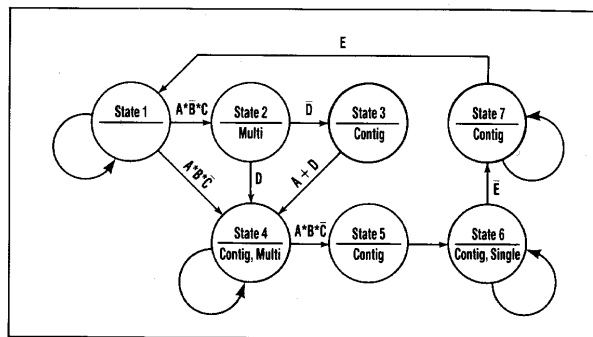 E
State 1
A*B̅*C
State 2
Multi
D̅
State 3
Contig
State 7
Contig
A*B*C̅
D
A + D
E̅
State 4
Contig, Multi
A*B*C̅
State 5
Contig
State 6
Contig, Single